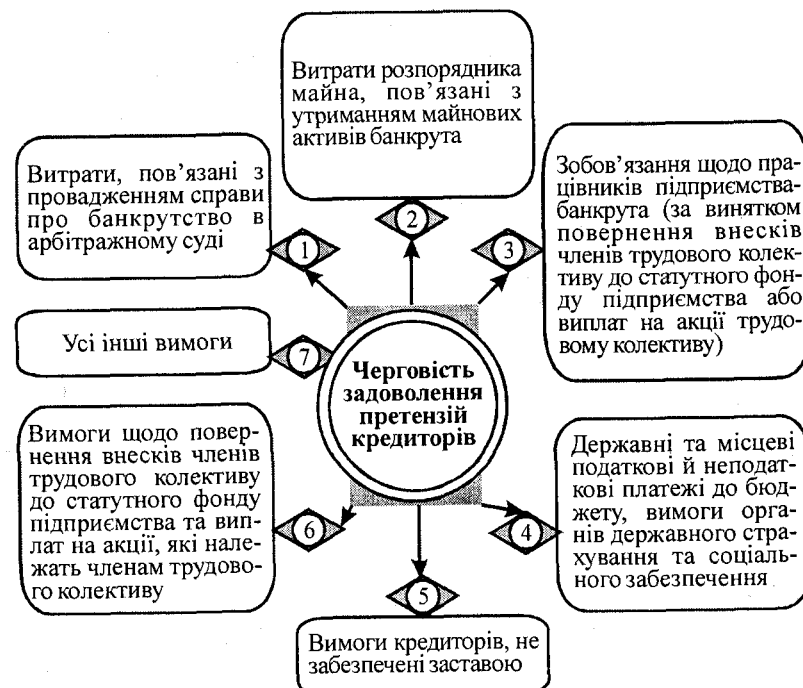 Витрати розпорядника
майна, пов’язані з
утриманням майнових
активів банкрута
2
Витрати, пов’язані з
провадженням справи
про банкрутство в
арбітражному суді
1
3
Зобов’язання щодо пра-
цівників підприємства-
банкрута (за винятком
повернення внесків
членів трудового колек-
тиву до статутного фон-
ду підприємства або
виплат на акції трудо-
вому колективу)
Усі інші вимоги
7
Черговість
задоволення
претензій
кредиторів
Вимоги щодо повер-
нення внесків членів
трудового колективу
до статутного фонду
підприємства та вип-
лат на акції, які нале-
жать членам трудово-
го колективу
6
4
Державні та місцеві
податкові й неподат-
кові платежі до бюд-
жету, вимоги орга-
нів державного стра-
хування та соціаль-
ного забезпечення
5
Вимоги кредиторів, не
забезпечені заставою